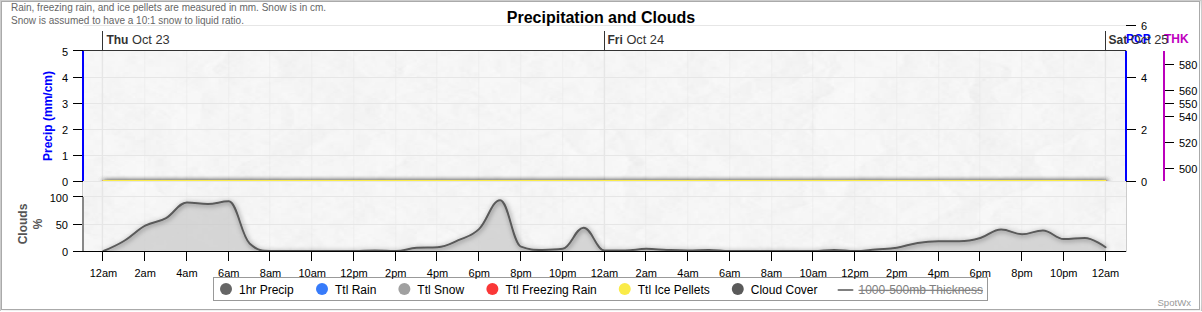 Rain, freezing rain, and ice pellets are measured in mm. Snow is in cm.
Snow is assumed to have a 10:1 snow to liquid ratio.
Precipitation and Clouds
Thu Oct 23
Fri Oct 24
Sat Oct 25
PCP
THK
Precip (mm/cm)
5
4
3
2
1
0
6
4
2
0
580
560
550
540
520
500
Clouds
%
100
50
0
12am 2am 4am 6am 8am 10am 12pm 2pm 4pm 6pm 8pm 10pm 12am 2am 4am 6am 8am 10am 12pm 2pm 4pm 6pm 8pm 10pm 12am
1hr Precip Ttl Rain Ttl Snow Ttl Freezing Rain Ttl Ice Pellets Cloud Cover 1000-500mb Thickness
SpotWx